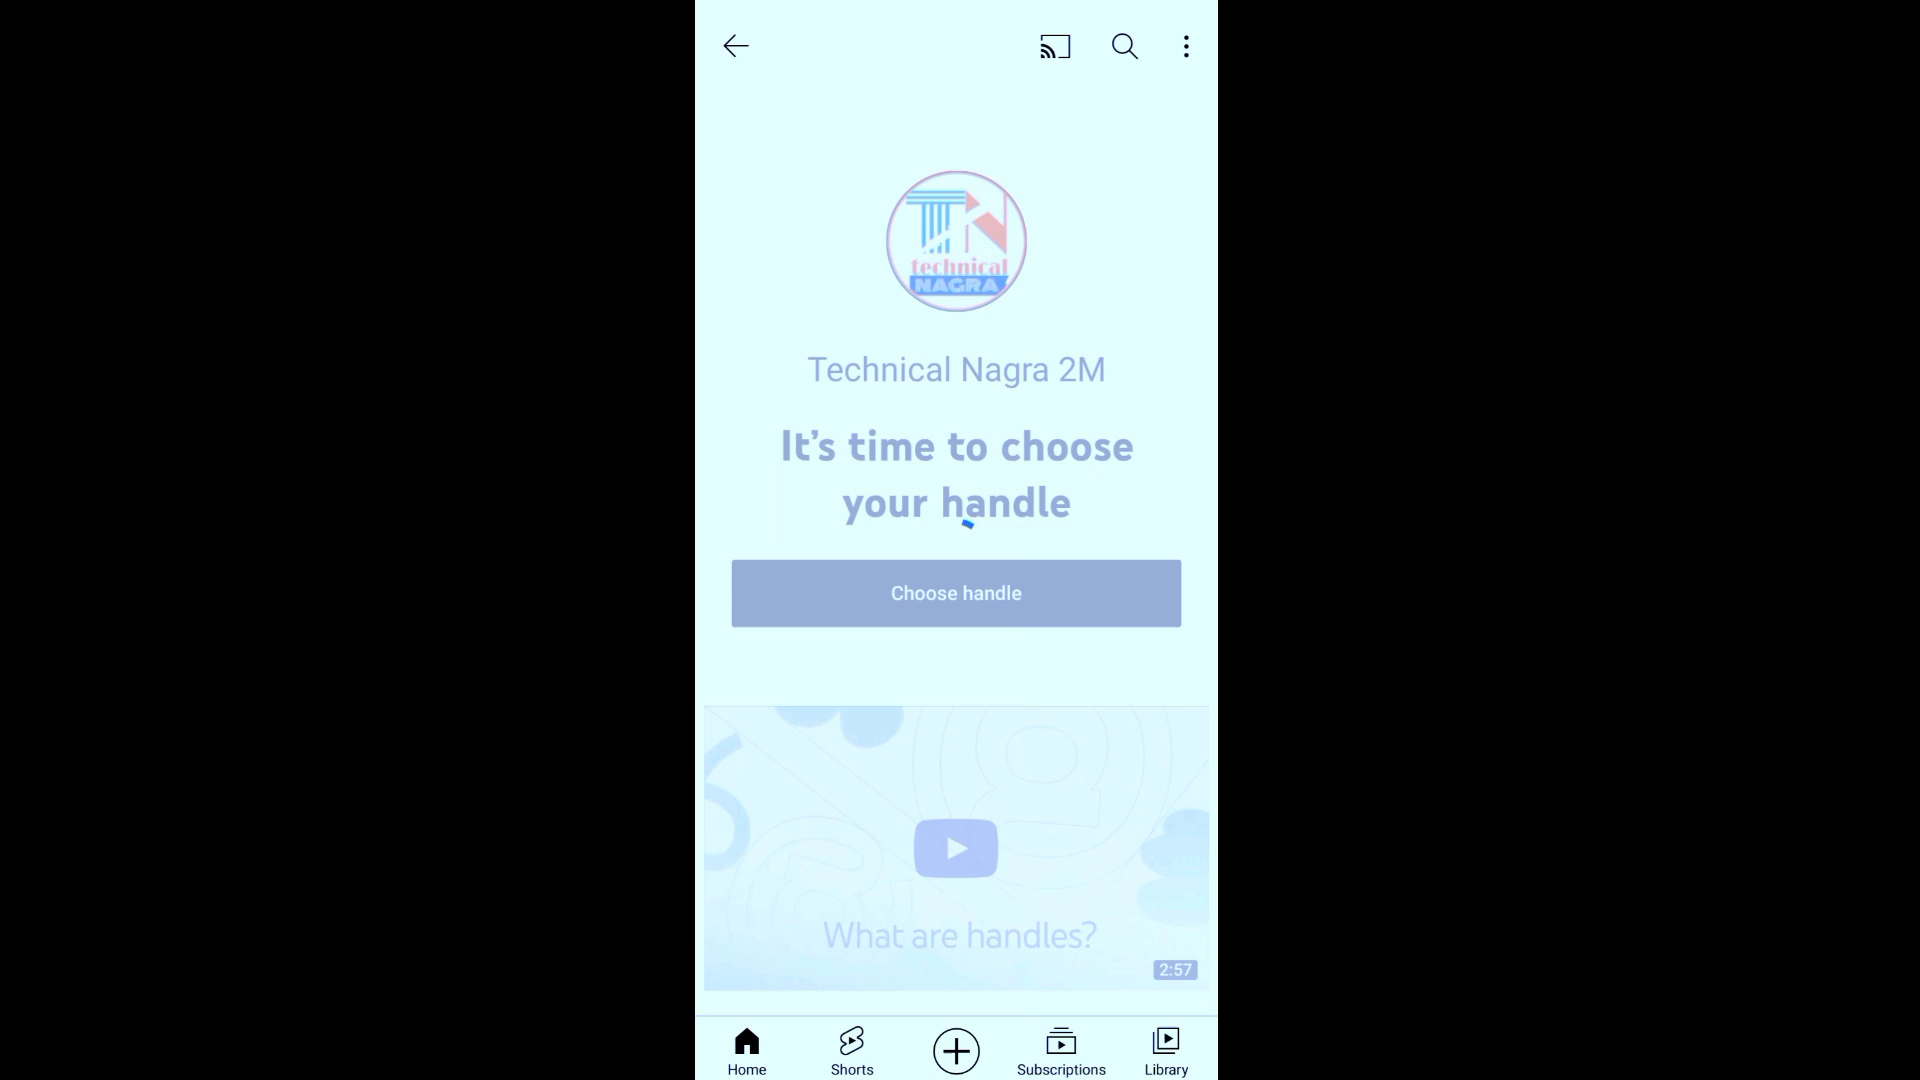 technical
NAGRA
Technical Nagra 2M
It's time to choose
your handle
Choose handle
What are handles?
2:57
Home
Shorts
Subscriptions
Library